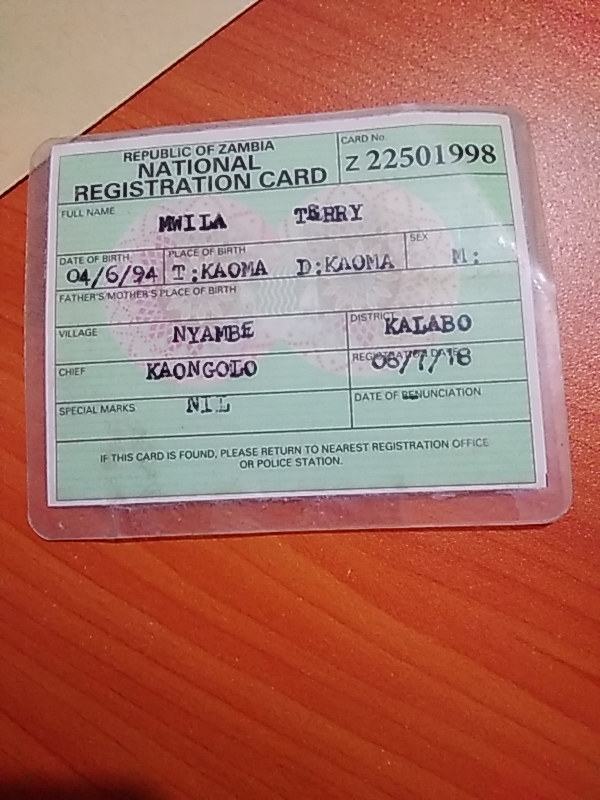 REPUBLIC OF ZAMBIA
NATIONAL
REGISTRATION CARD
CARD No.
Z 22501998
FULL NAME
MWILA TERRY
DATE OF BIRTH
04/6/94
PLACE OF BIRTH
T:KAOMA D:KAOMA
SEX
M:
FATHER'S/MOTHER'S PLACE OF BIRTH
VILLAGE
NYAMBE
DISTRICT
KALABO
CHIEF
KAONGOLO
REGISTRATION DATE
06/7/18
SPECIAL MARKS
NIL
DATE OF RENUNCIATION
IF THIS CARD IS FOUND, PLEASE RETURN TO NEAREST REGISTRATION OFFICE
OR POLICE STATION.